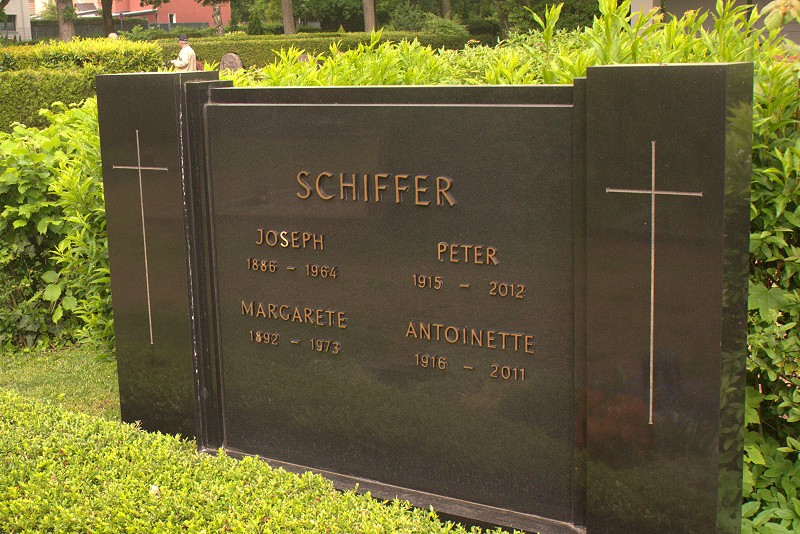 SCHIFFER
JOSEPH
1886 – 1964
MARGARETE
1892 – 1973
PETER
1915 – 2012
ANTOINETTE
1916 – 2011